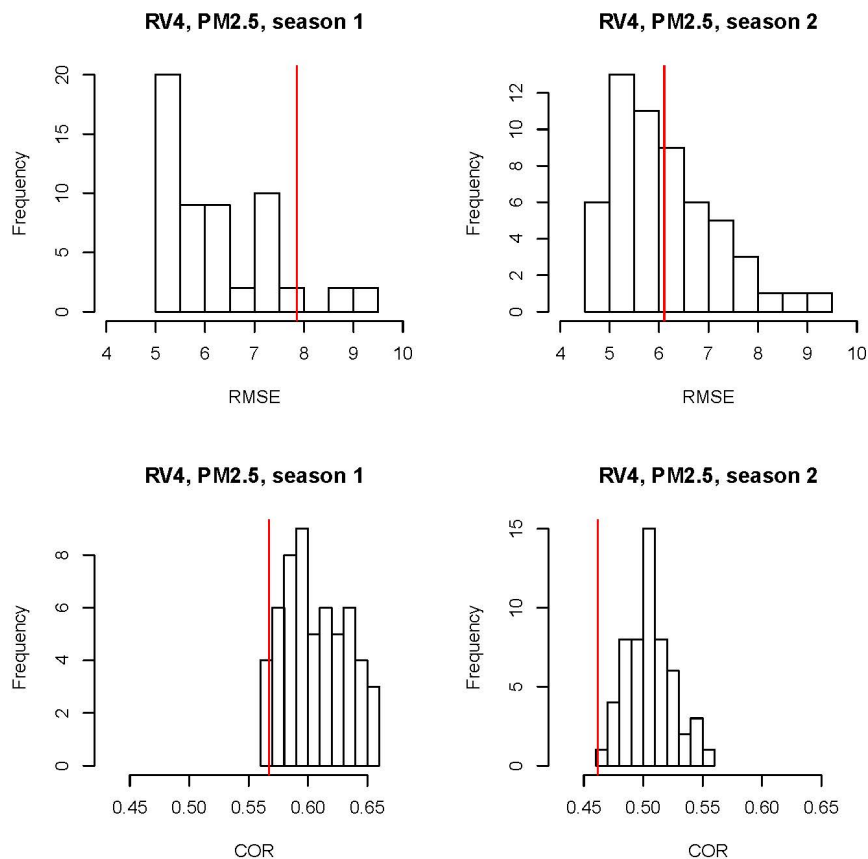 RV4, PM2.5, season 1
Frequency
20
15
10
5
0
4 5 6 7 8 9 10
RMSE
RV4, PM2.5, season 2
Frequency
12
10
8
6
4
2
0
4 5 6 7 8 9 10
RMSE
RV4, PM2.5, season 1
Frequency
8
6
4
2
0
0.45 0.50 0.55 0.60 0.65
COR
RV4, PM2.5, season 2
Frequency
15
10
5
0
0.45 0.50 0.55 0.60 0.65
COR